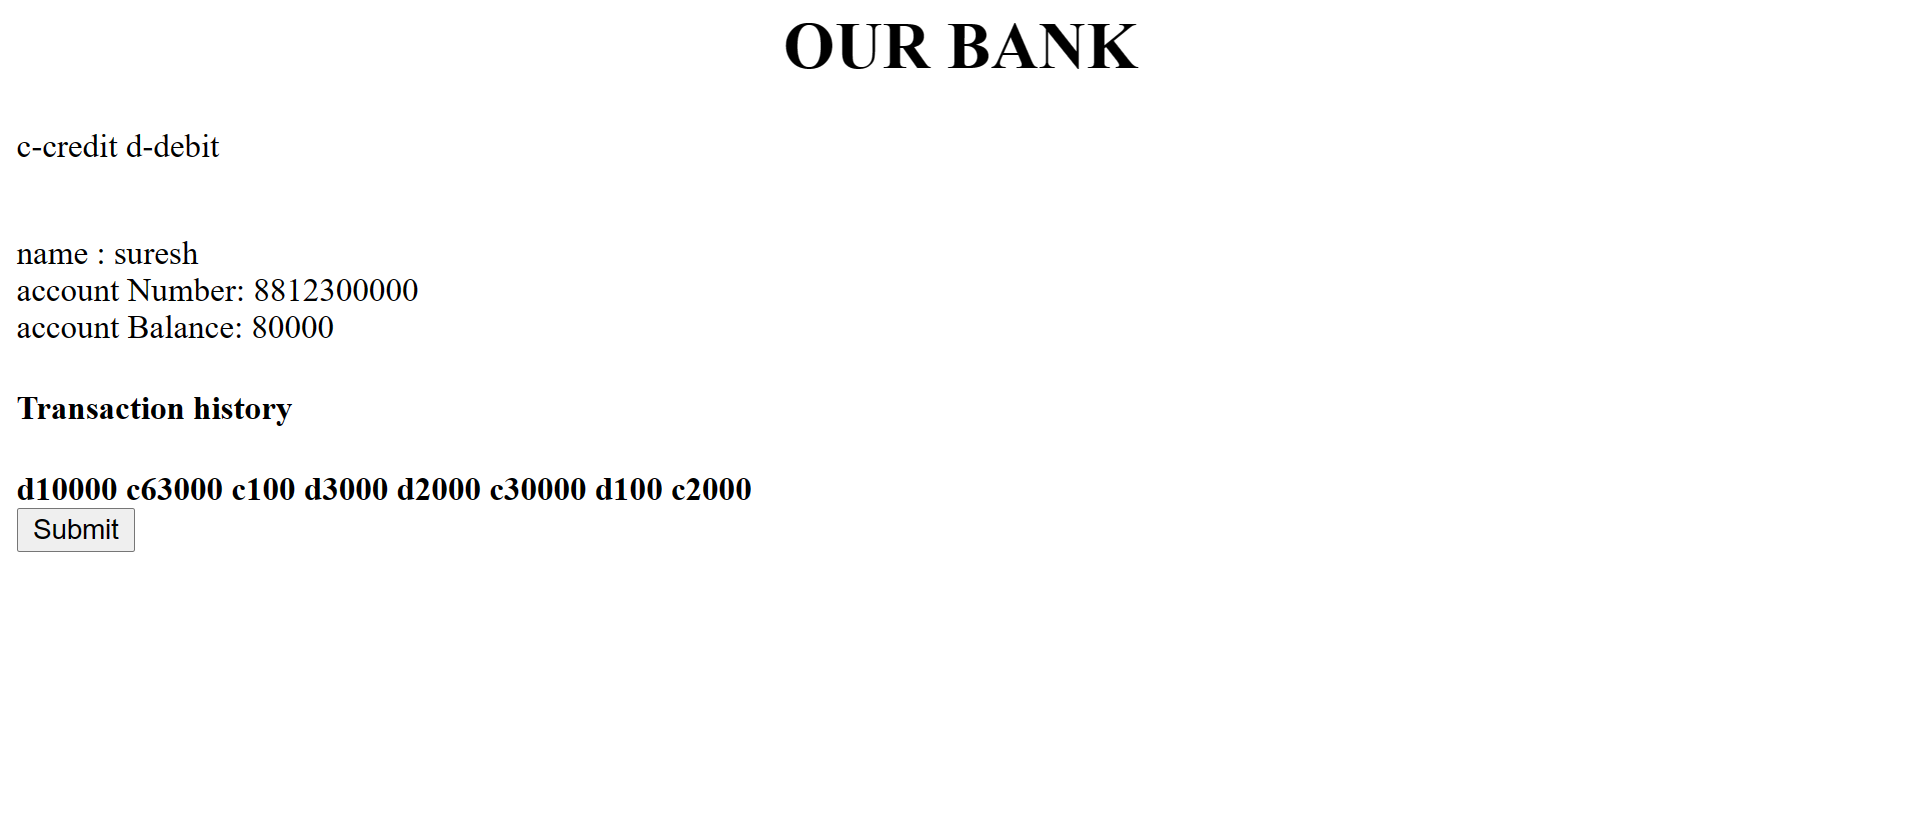 OUR BANK
c-credit d-debit
name : suresh
account Number: 8812300000
account Balance: 80000
Transaction history
d10000 c63000 c100 d3000 d2000 c30000 d100 c2000
Submit